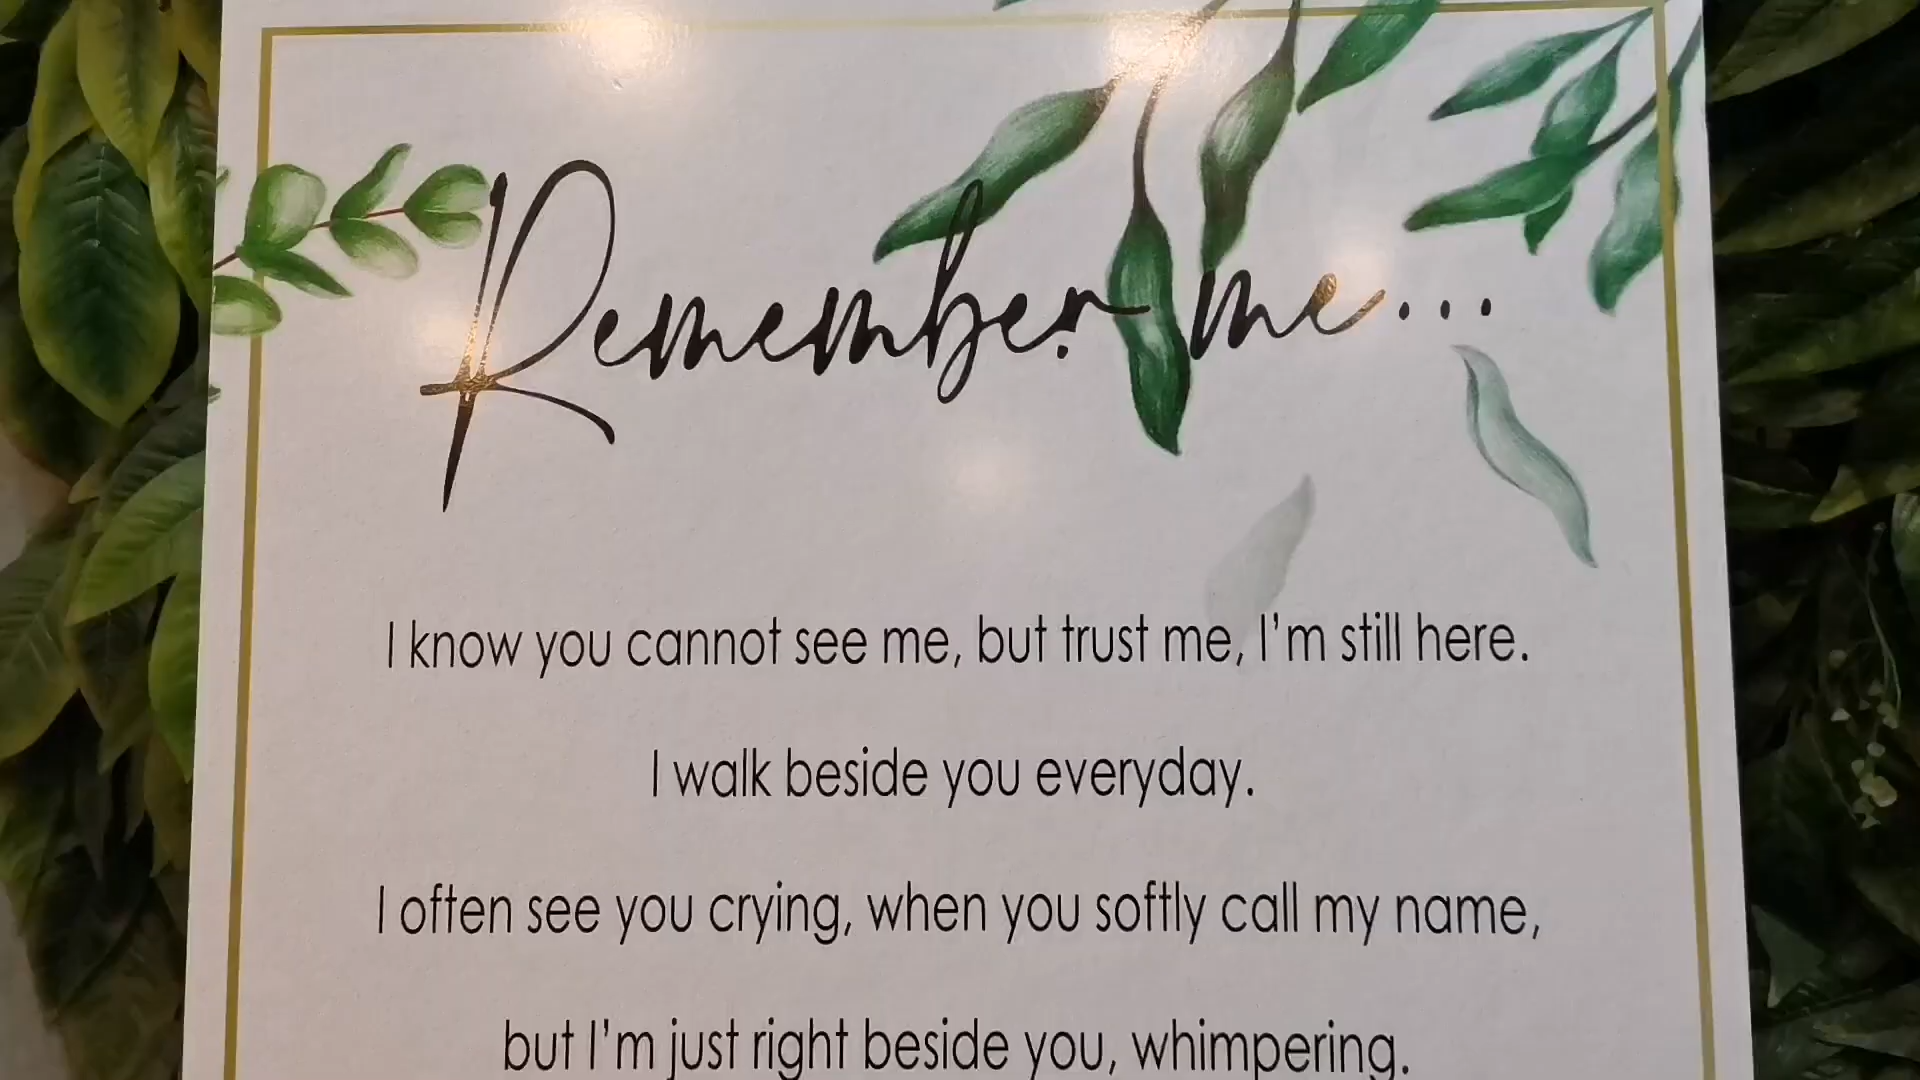 Remember me...
I know you cannot see me, but trust me, I'm still here.
I walk beside you everyday.
I often see you crying, when you softly call my name,
but I'm just right beside you, whimpering.